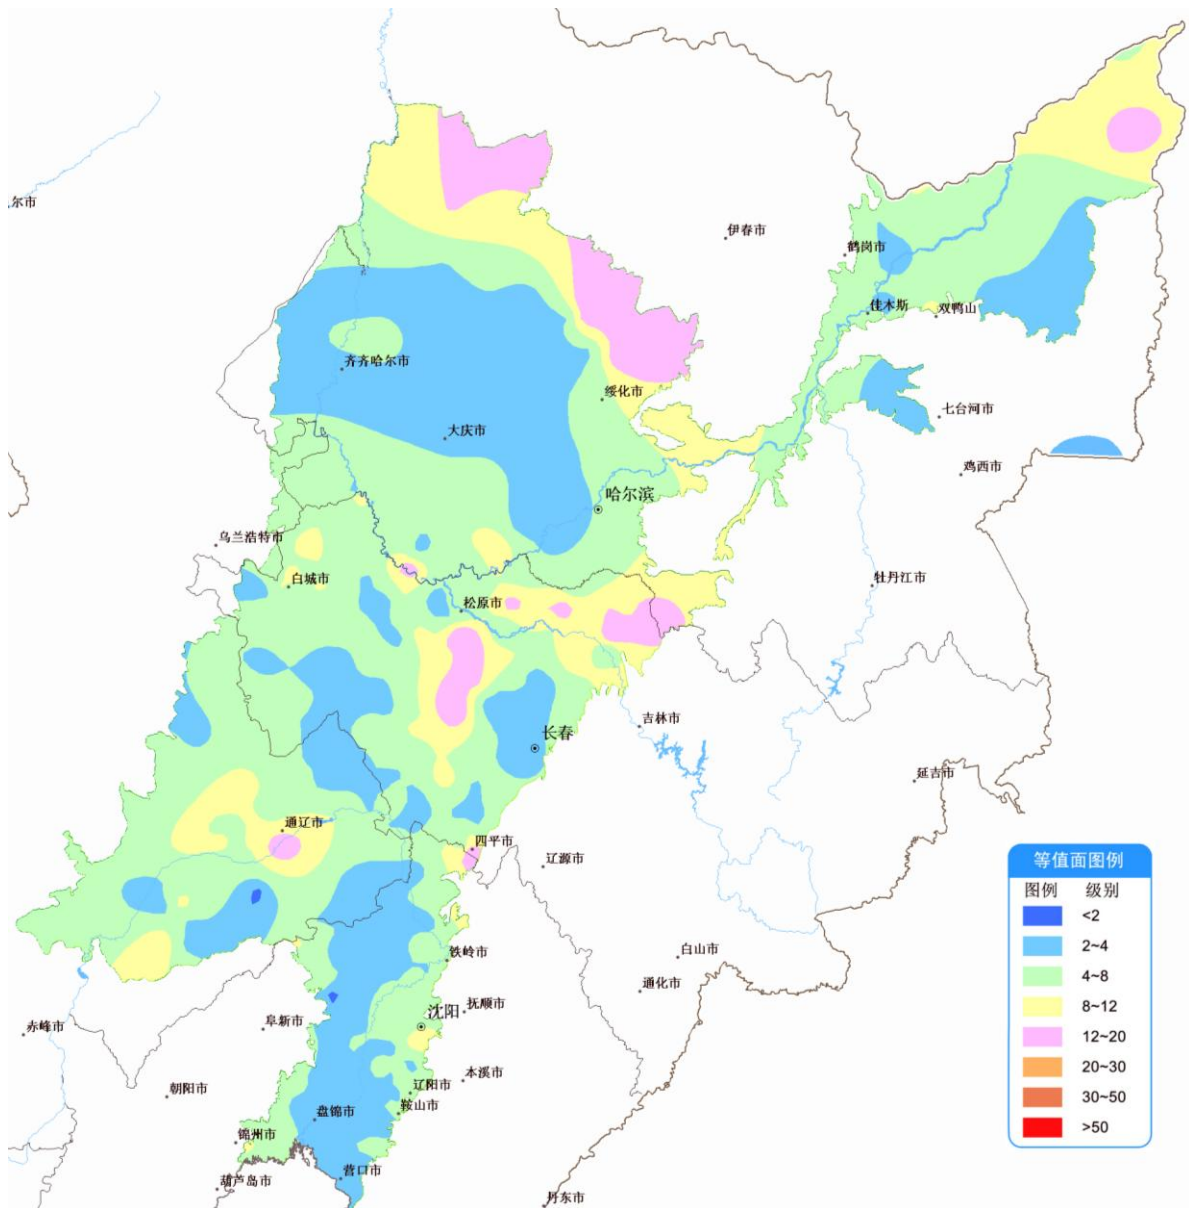 尔市
伊春市
鹤岗市
佳木斯
双鸭山
齐齐哈尔市
绥化市
七台河市
大庆市
鸡西市
哈尔滨
乌兰浩特市
白城市
牡丹江市
松原市
吉林市
长春
延吉市
通辽市
四平市
辽源市
白山市
铁岭市
通化市
抚顺市
沈阳
赤峰市
阜新市
本溪市
朝阳市
辽阳市
鞍山市
盘锦市
锦州市
营口市
葫芦岛市
丹东市
等值面图例
图例 级别
<2
2~4
4~8
8~12
12~20
20~30
30~50
>50